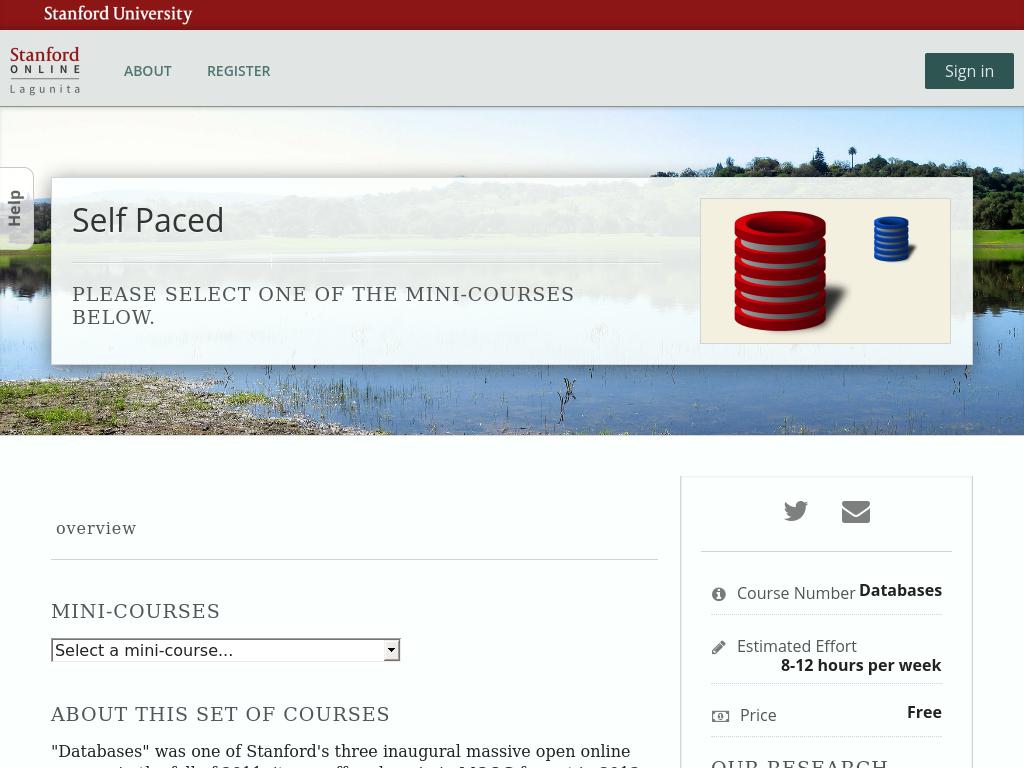 Stanford University
Stanford
ONLINE
Lagunita
ABOUT
REGISTER
Sign in
Help
Self Paced
PLEASE SELECT ONE OF THE MINI-COURSES
BELOW.
overview
MINI-COURSES
Select a mini-course...
ABOUT THIS SET OF COURSES
"Databases" was one of Stanford's three inaugural massive open online
Course Number Databases
Estimated Effort
8-12 hours per week
Price Free
OUR RESEARCH